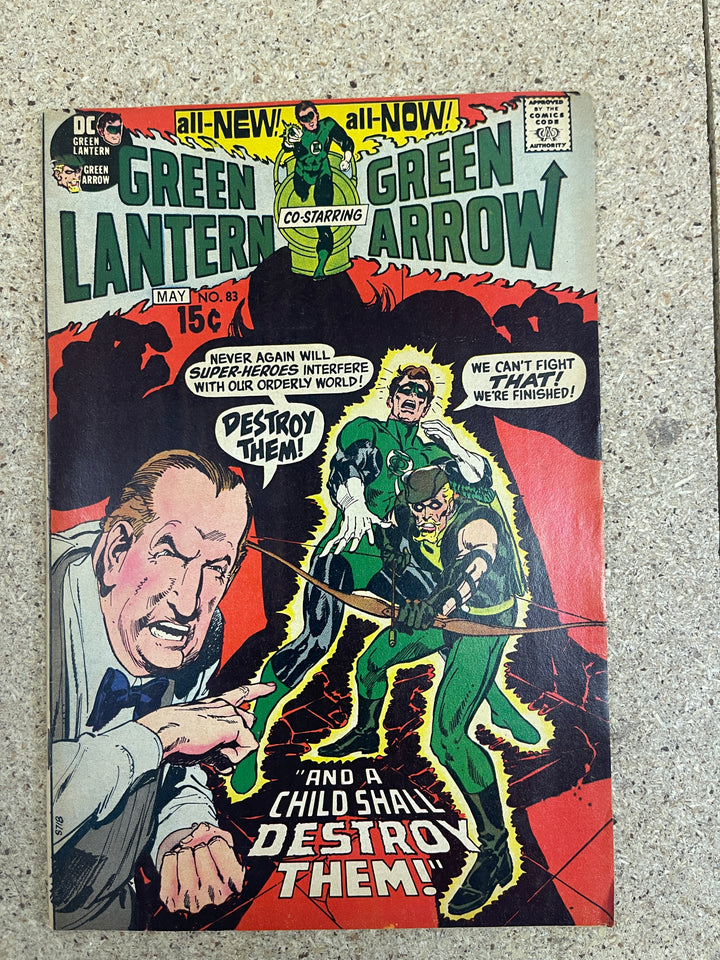 DC
GREEN
LANTERN
GREEN
ARROW
all-NEW! all-NOW!
APPROVED
BY THE
COMICS
CODE
CA
AUTHORITY
GREEN
LANTERN
CO-STARRING
GREEN
ARROW
MAY NO. 83
15¢
NEVER AGAIN WILL
SUPER-HEROES INTERFERE
WITH OUR ORDERLY WORLD!
DESTROY
THEM!
WE CAN'T FIGHT
THAT!
WE'RE FINISHED!
"AND A
CHILD SHALL
DESTROY
THEM!"